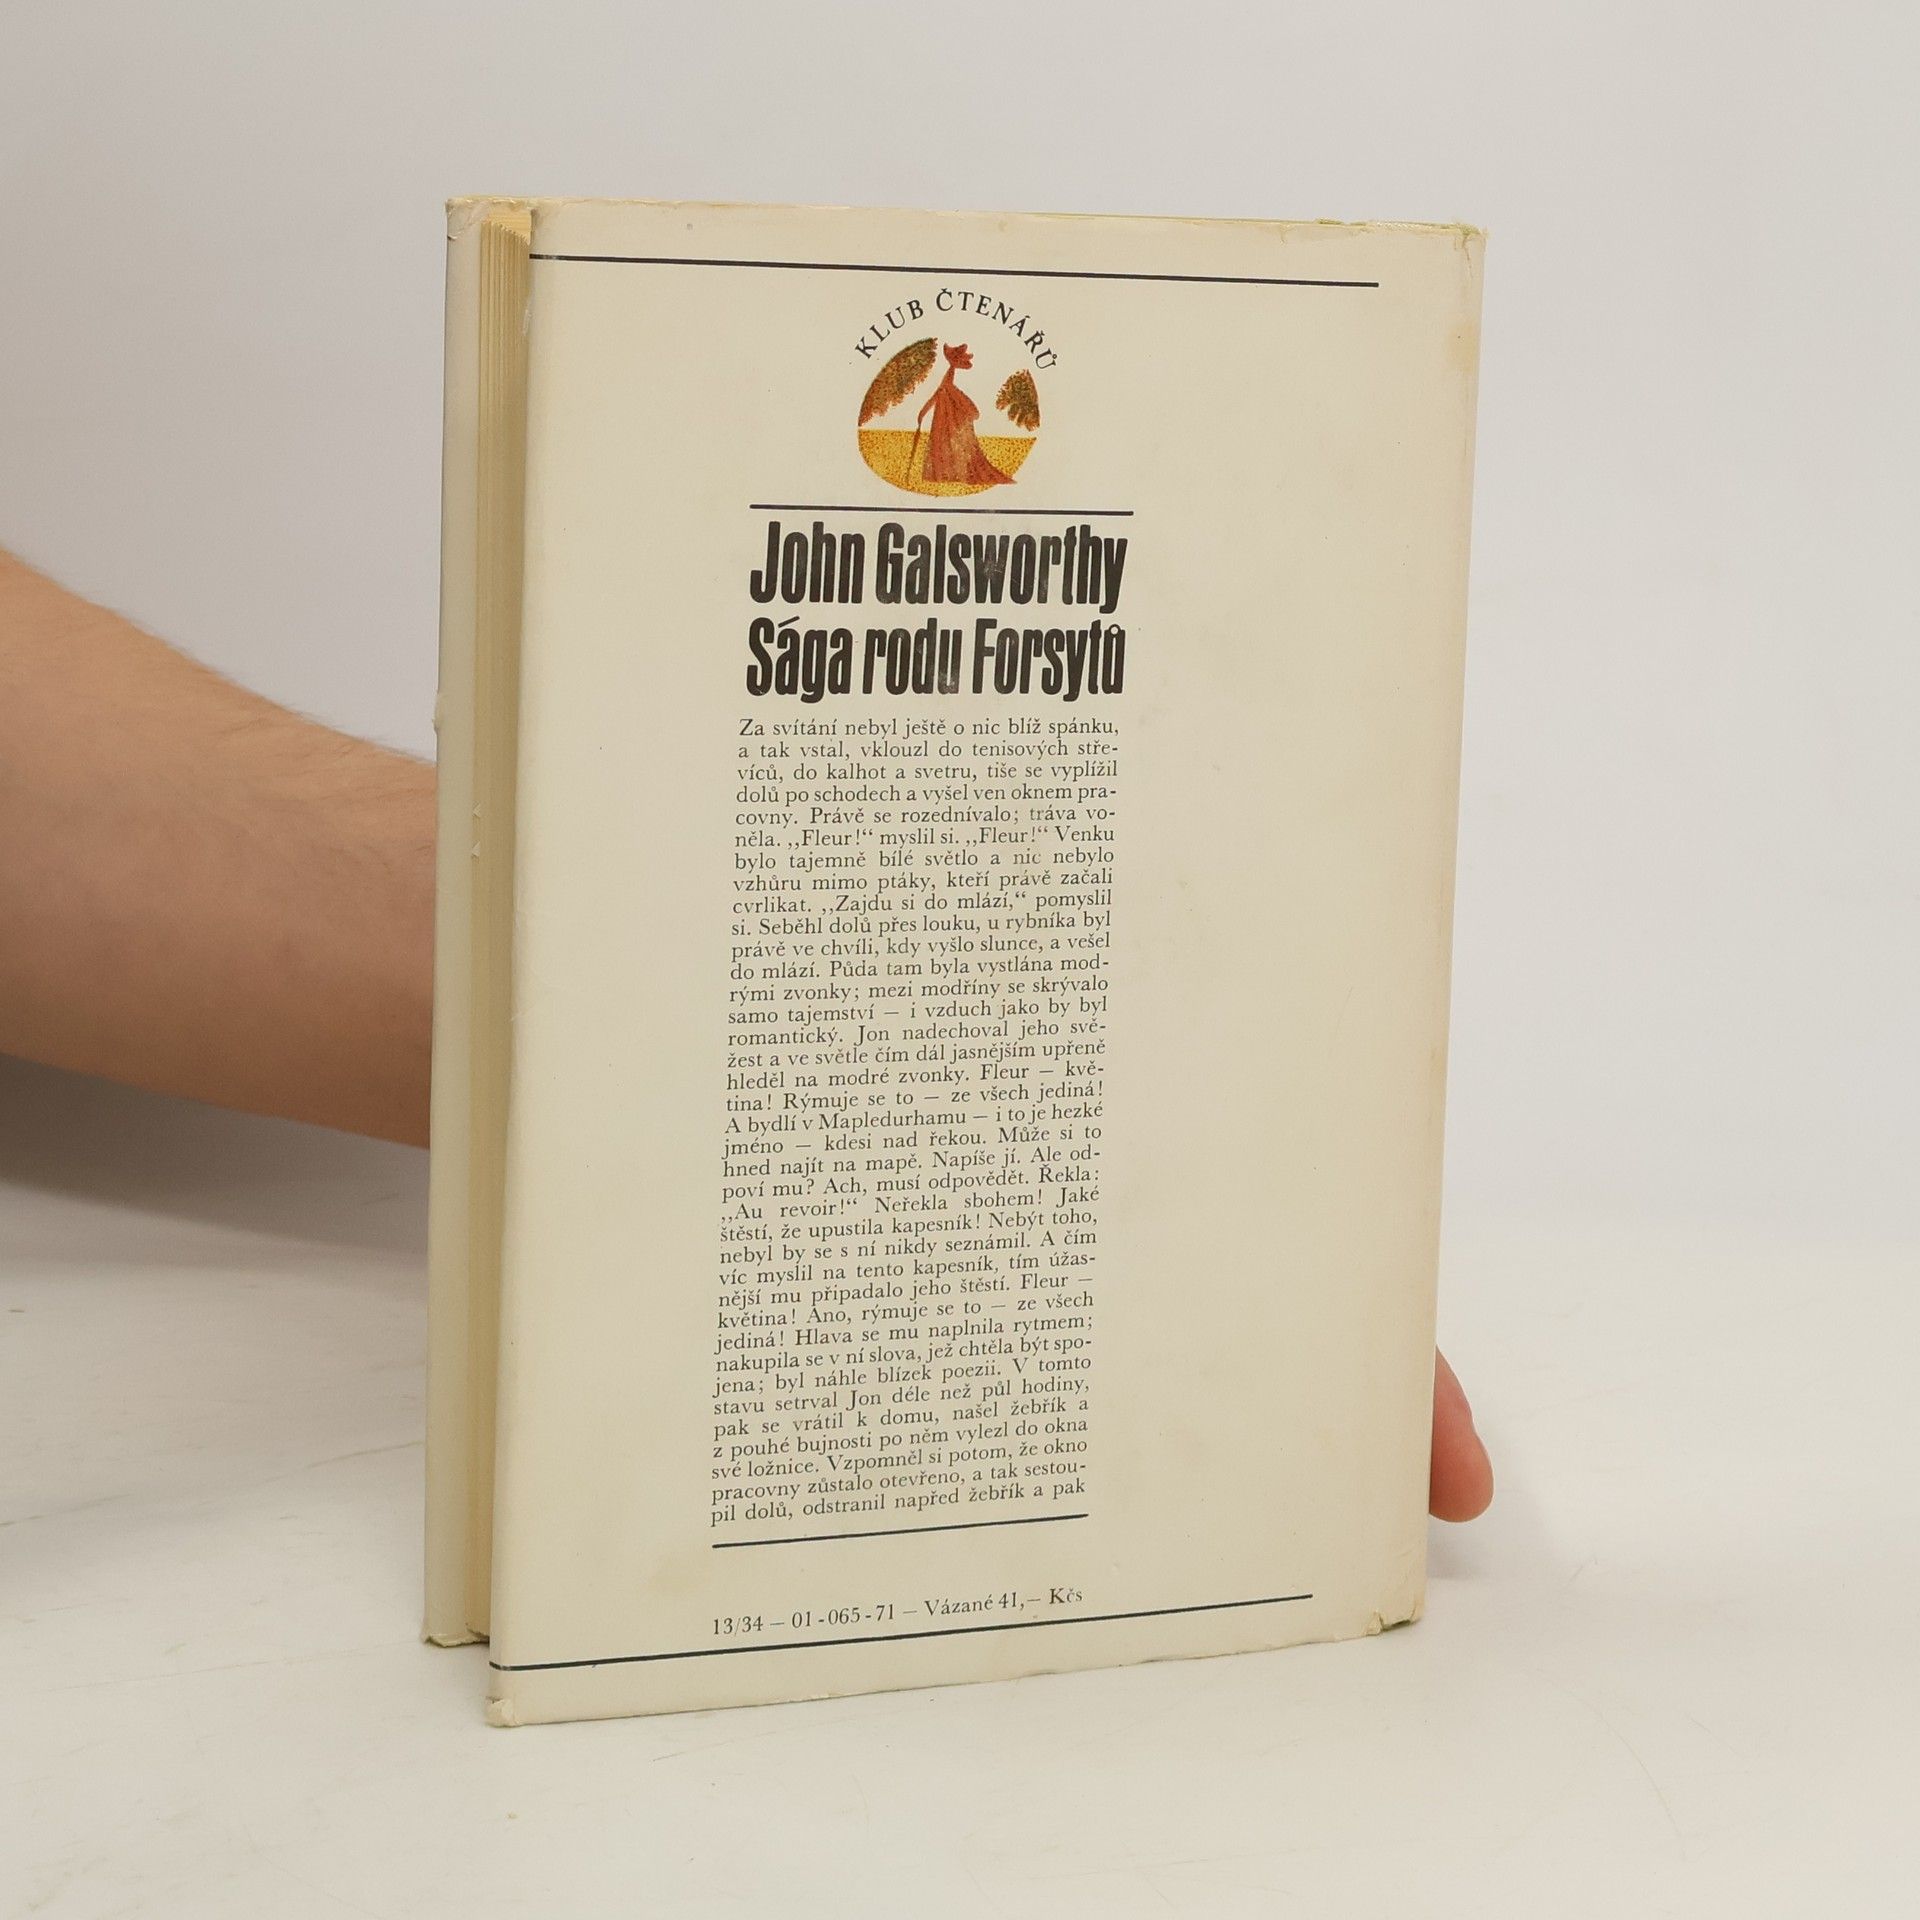 KLUB ČTENÁŘŮ
John Galsworthy
Sága rodu Forsytů
Za svítání nebyl ještě o nic blíž spánku,
a tak vstal, vklouzl do tenisových stře-
víců, do kalhot a svetru, tiše se vyplížil
dolů po schodech a vyšel ven oknem pra-
covny. Právě se rozednívalo; tráva vo-
něla. ,,Fleur!“ myslil si. ,,Fleur!“ Venku
bylo tajemně bílé světlo a nic nebylo
vzhůru mimo ptáky, kteří právě začali
cvrlikat. ,,Zajdu si do mlází,“ pomyslil
si. Seběhl dolů přes louku, u rybníka byl
právě ve chvíli, kdy vyšlo slunce, a vešel
do mlází. Půda tam byla vystlána mod-
rými zvonky; mezi modříny se skrývalo
samo tajemství — i vzduch jako by byl
romantický. Jon nadechoval jeho svě-
žest a ve světle čím dál jasnějším upřeně
hleděl na modré zvonky. Fleur — kvě-
tina! Rýmuje se to — ze všech jediná!
A bydlí v Mapledurhamu — i to je hezké
jméno — kdesi nad řekou. Může si to
hned najít na mapě. Napíše jí. Ale od-
poví mu? Ach, musí odpovědět. Řekla:
,,Au revoir!“ Neřekla sbohem! Jaké
štěstí, že upustila kapesník! Nebýt toho,
nebyl by se s ní nikdy seznámil. A čím
víc myslil na tento kapesník, tím úžas-
nější mu připadalo jeho štěstí. Fleur —
květina! Ano, rýmuje se to — ze všech
jediná! Hlava se mu naplnila rytmem;
nakupila se v ní slova, jež chtěla být spo-
jena; byl náhle blízek poezii. V tomto
stavu setrval Jon déle než půl hodiny,
pak se vrátil k domu, našel žebřík a
z pouhé bujnosti po něm vylezl do okna
své ložnice. Vzpomněl si potom, že okno
pracovny zůstalo otevřeno, a tak sestou-
pil dolů, odstranil napřed žebřík a pak
13/34 — 01-065-71 — Vázané 41,— Kčs